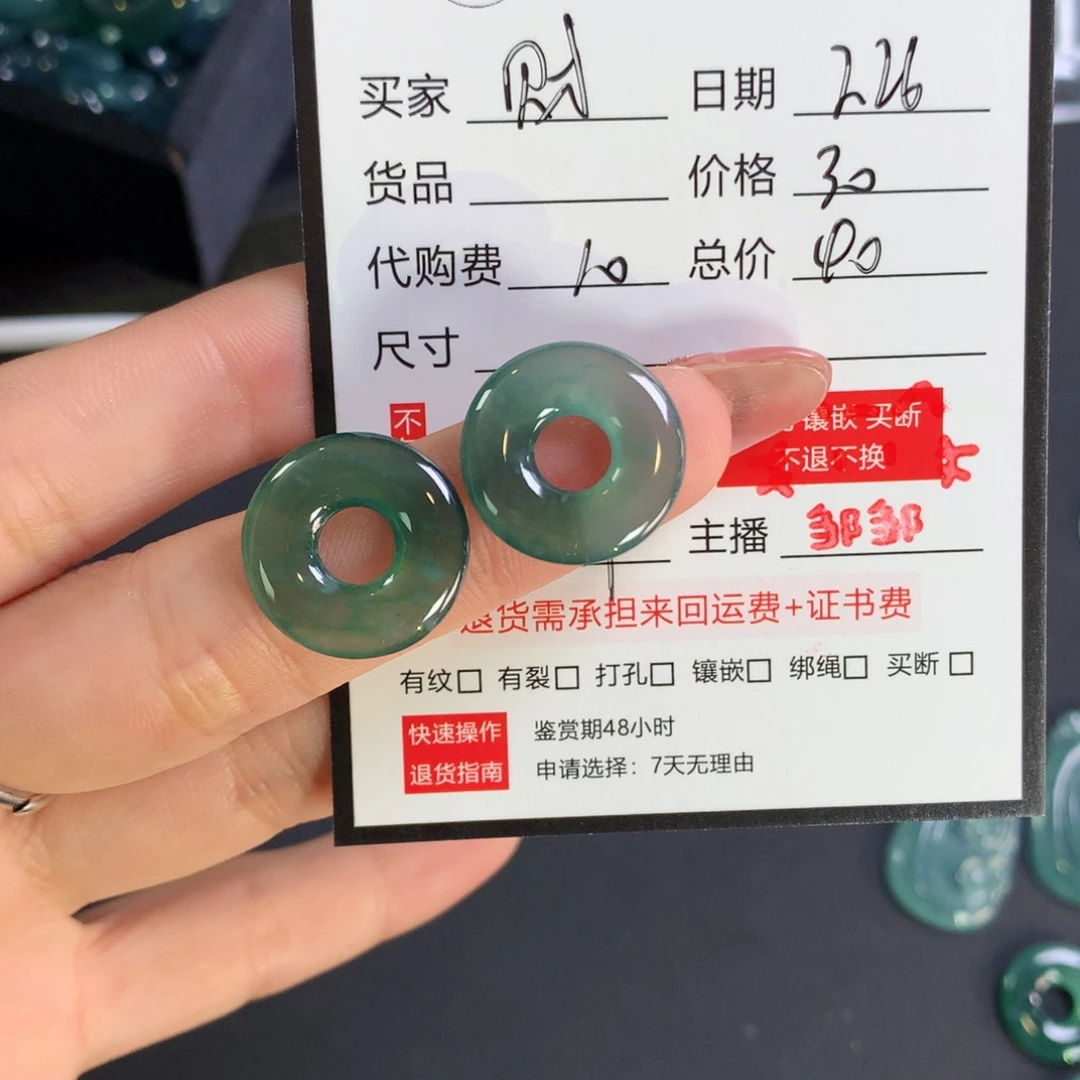 买家 财 日期 226
货品 价格 30
代购费 10 总价 40
尺寸
不 镶嵌 买断
不退不换
主播 邹邹
退货需承担来回运费+证书费
有纹□ 有裂□ 打孔□ 镶嵌□ 绑绳□ 买断□
快速操作 鉴赏期48小时
退货指南 申请选择：7天无理由